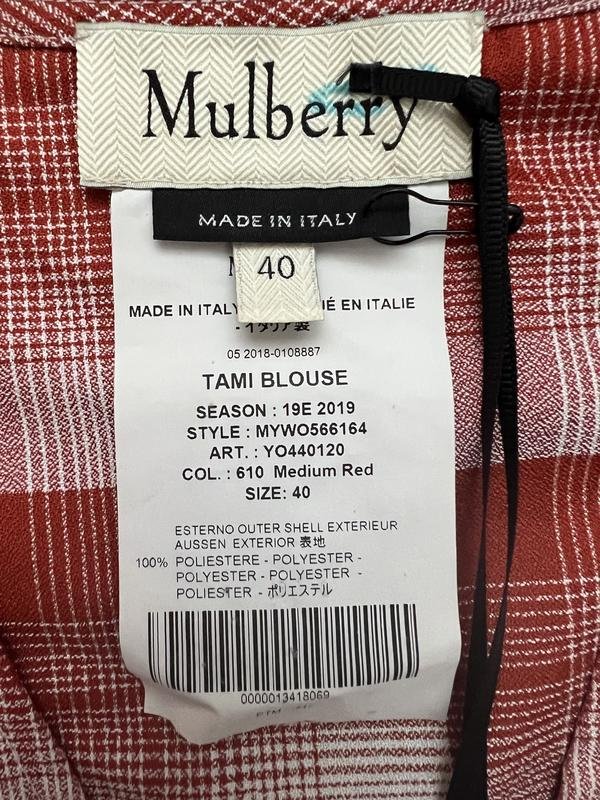 Mulberry
MADE IN ITALY
40
MADE IN ITALY É EN ITALIE
- イタリア製
05 2018-0108887
TAMI BLOUSE
SEASON : 19E 2019
STYLE : MYWO566164
ART. : YO440120
COL. : 610 Medium Red
SIZE: 40
ESTERNO OUTER SHELL EXTERIEUR
AUSSEN EXTERIOR 表地
100% POLIESTERE - POLYESTER -
POLYESTER - POLYESTER -
POLIESTER - ポリエステル
0000013418069